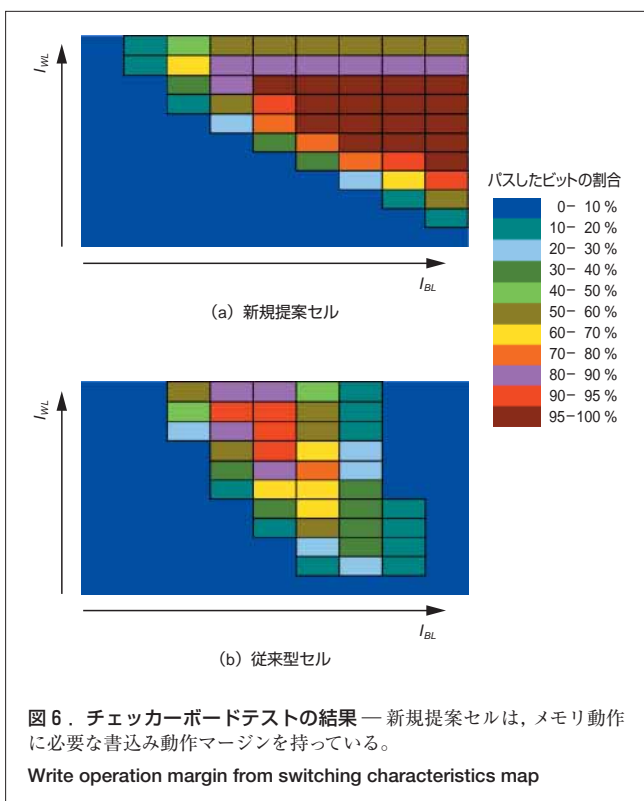 I_WL
I_BL
(a) 新規提案セル
パスしたビットの割合
0− 10 %
10− 20 %
20− 30 %
30− 40 %
40− 50 %
50− 60 %
60− 70 %
70− 80 %
80− 90 %
90− 95 %
95−100 %
I_WL
I_BL
(b) 従来型セル
図6．チェッカーボードテストの結果 ― 新規提案セルは，メモリ動作
に必要な書込み動作マージンを持っている。
Write operation margin from switching characteristics map